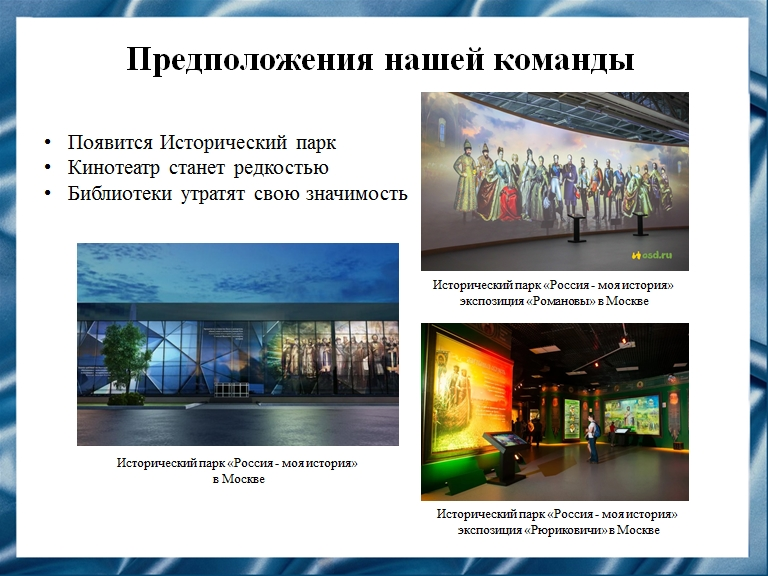 Предположения нашей команды
• Появится Исторический парк
• Кинотеатр станет редкостью
• Библиотеки утратят свою значимость
asd.ru
Исторический парк «Россия - моя история»
экспозиция «Романовы» в Москве
Исторический парк «Россия - моя история»
в Москве
Исторический парк «Россия - моя история»
экспозиция «Рюриковичи» в Москве